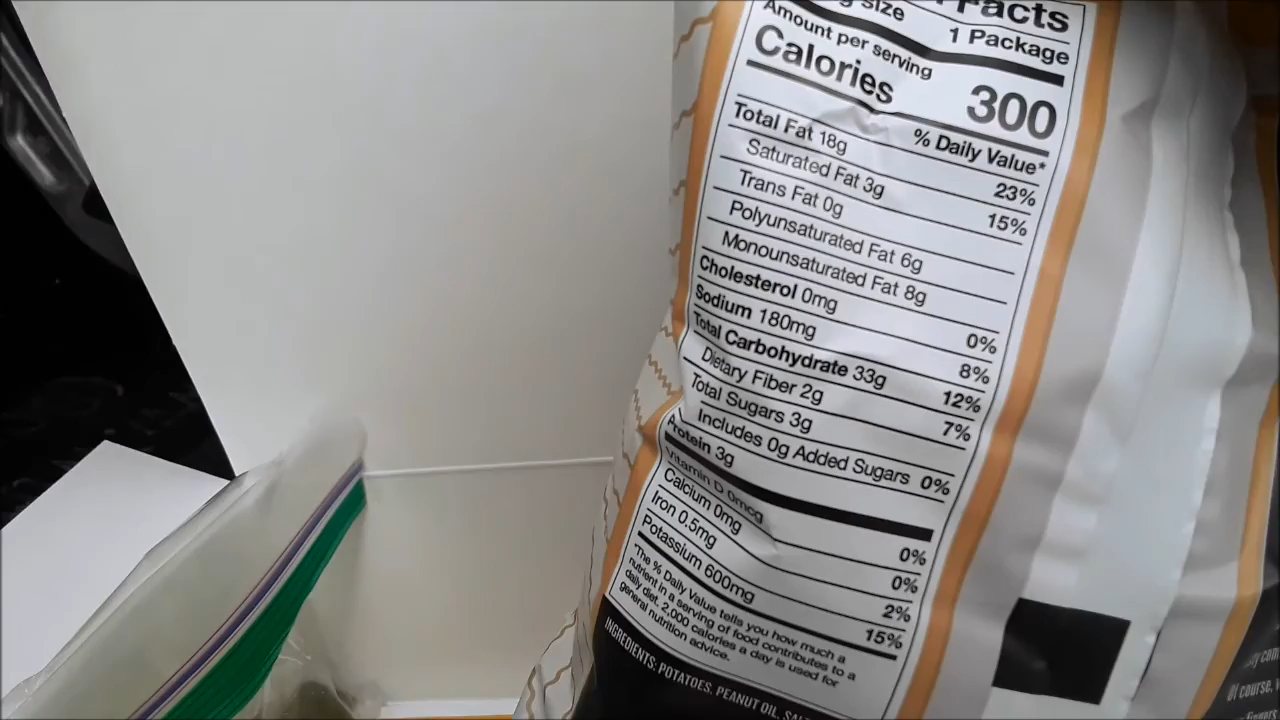 Facts
size 1 Package
Amount per serving
Calories 300
% Daily Value*
Total Fat 18g 23%
Saturated Fat 3g 15%
Trans Fat 0g
Polyunsaturated Fat 6g
Monounsaturated Fat 8g
Cholesterol 0mg 0%
Sodium 180mg 8%
Total Carbohydrate 33g 12%
Dietary Fiber 2g 7%
Total Sugars 3g
Includes 0g Added Sugars 0%
Protein 3g
Vitamin D 0mcg 0%
Calcium 0mg 0%
Iron 0.5mg 2%
Potassium 600mg 15%
*The % Daily Value tells you how much a
nutrient in a serving of food contributes to a
daily diet. 2,000 calories a day is used for
general nutrition advice.
INGREDIENTS: POTATOES, PEANUT OIL, SALT
Of course,